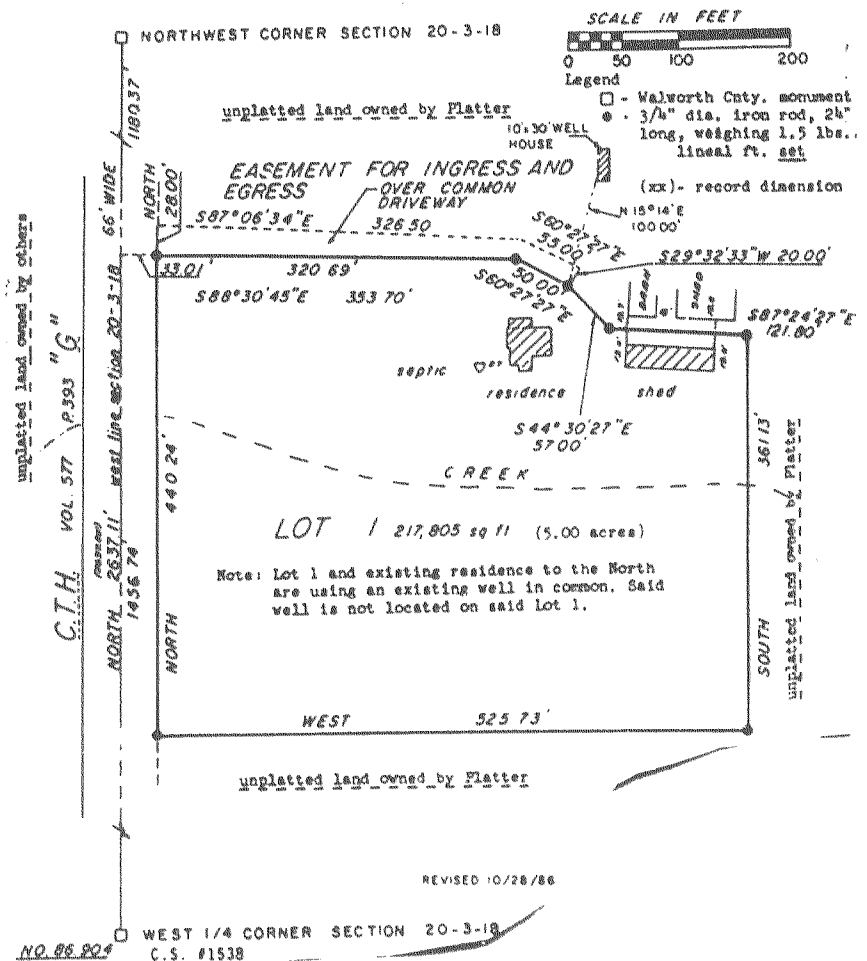 SCALE IN FEET
0 50 100 200
NORTHWEST CORNER SECTION 20-3-18
Legend
□ - Walworth Cnty. monument
● - 3/4" dia. iron rod, 24"
long, weighing 1.5 lbs.
lineal ft. set
(xx)- record dimension
unplatted land owned by Platter
10'x30' WELL
HOUSE
1180.37'
66' WIDE
NORTH
28.00'
EASEMENT FOR INGRESS AND
EGRESS
OVER COMMON
DRIVEWAY
N 15°14'E
100.00'
S87°06'34"E 326.50
S60°27'27"E
55.00'
S29°32'33"W 20.00'
33.01' 320.69'
50.00'
S60°27'27"E
S88°30'45"E 353.70'
S87°24'27"E
121.80'
septic
residence
shed
S44°30'27"E
57.00'
unplatted land owned by others
C.T.H. "G"
VOL. 577 P.393
west line section 20-3-18
NORTH 2637.11'
1456.74'
440.24'
NORTH
CREEK
361.13'
SOUTH
unplatted land owned by Platter
LOT 1 217,805 sq ft (5.00 acres)
Note: Lot 1 and existing residence to the North
are using an existing well in common. Said
well is not located on said Lot 1.
WEST 525.73'
unplatted land owned by Platter
REVISED 10/28/86
WEST 1/4 CORNER SECTION 20-3-18
NO. 86.904
C.S. #1538